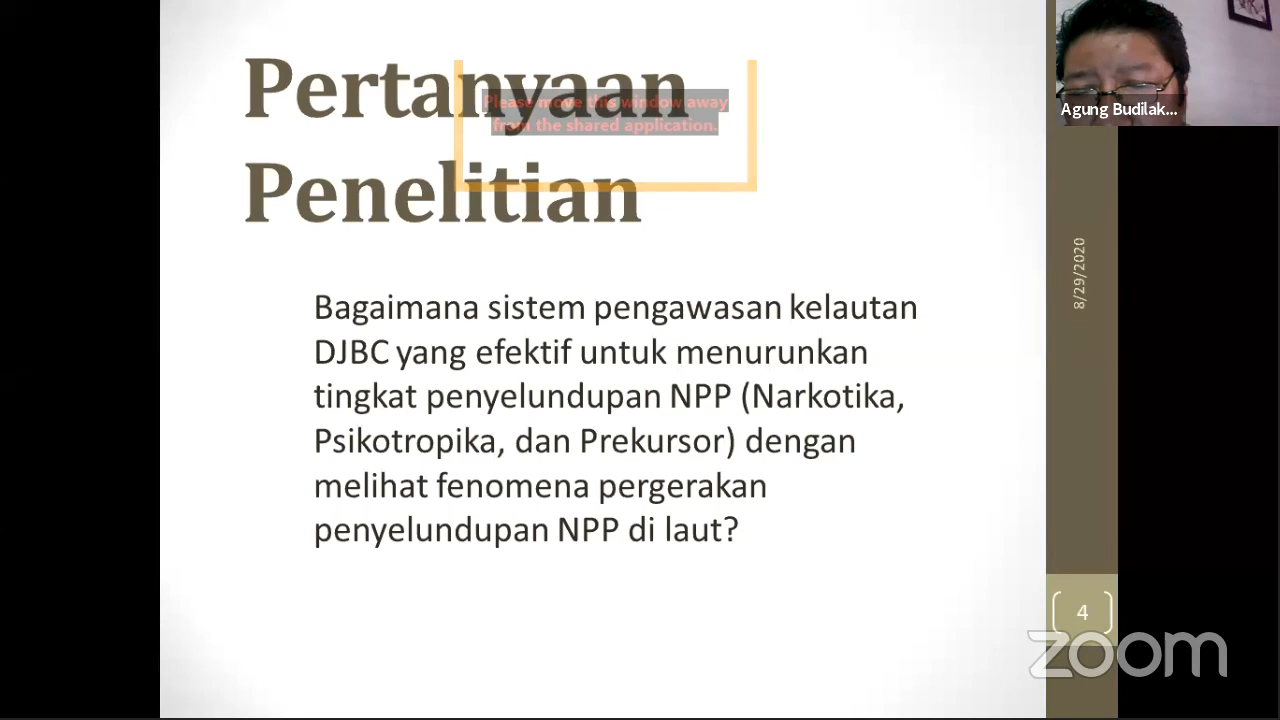 Pertanyaan
Penelitian
Please move this window away
from the shared application.
Bagaimana sistem pengawasan kelautan
DJBC yang efektif untuk menurunkan
tingkat penyelundupan NPP (Narkotika,
Psikotropika, dan Prekursor) dengan
melihat fenomena pergerakan
penyelundupan NPP di laut?
Agung Budilak...
8/29/2020
4
zoom